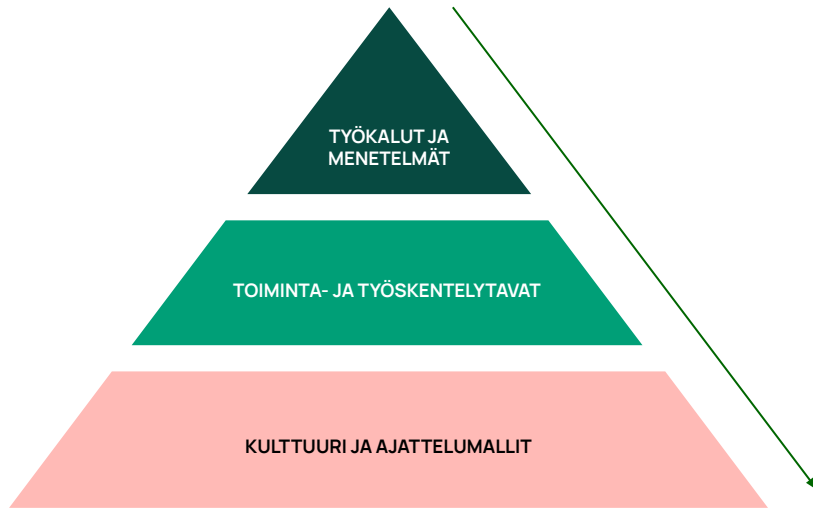 TYÖKALUT JA
MENETELMÄT
TOIMINTA- JA TYÖSKENTELYTAVAT
KULTTUURI JA AJATTELUMALLIT